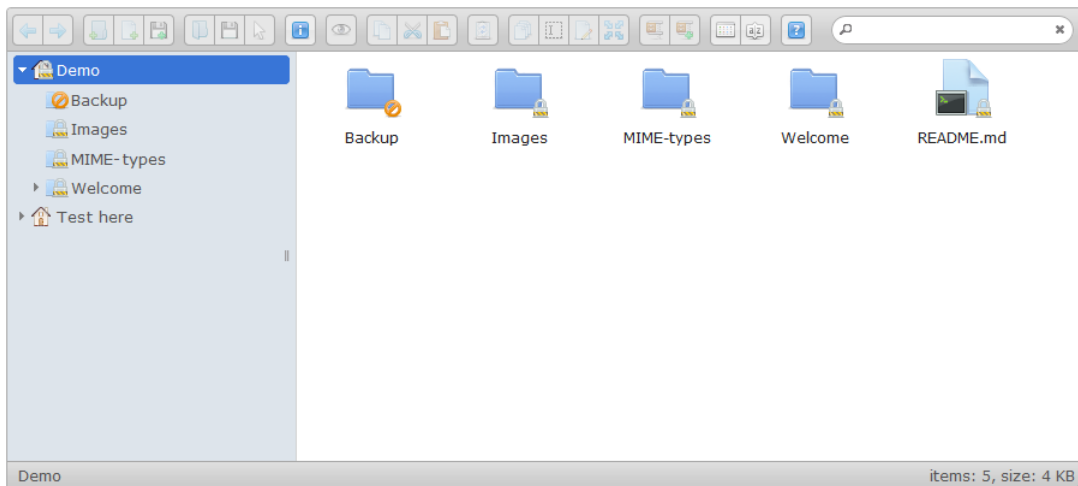 Demo
Backup
Images
MIME-types
Welcome
Test here
Backup
Images
MIME-types
Welcome
README.md
Demo
items: 5, size: 4 KB